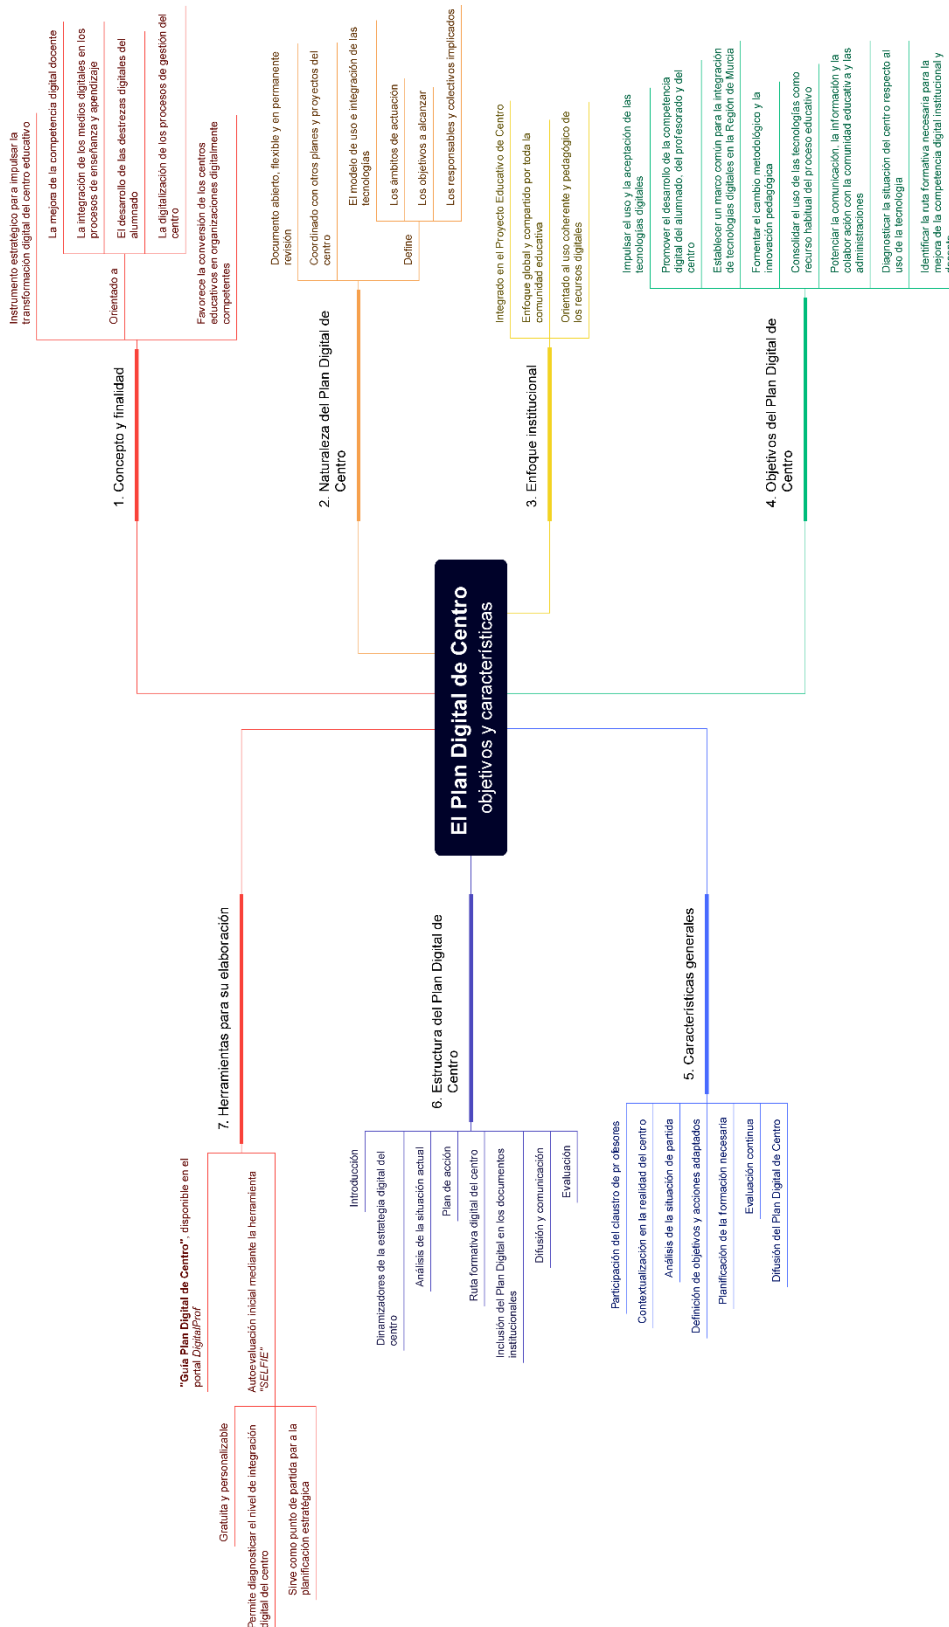 El Plan Digital de Centro
objetivos y características
1. Concepto y finalidad
Instrumento estratégico para impulsar la
transformación digital del centro educativo
Orientado a
La mejora de la competencia digital docente
La integración de los medios digitales en los
procesos de enseñanza y apendizaje
El desarrollo de las destrezas digitales del
alumnado
La digitalización de los procesos de gestión del
centro
Favorece la conversión de los centros
educativos en organizaciones digitalmente
competentes
2. Naturaleza del Plan Digital de
Centro
Documento abierto, flexible y en permanente
revisión
Coordinado con otros planes y proyectos del
centro
Define
El modelo de uso e integración de las
tecnologías
Los ámbitos de actuación
Los objetivos a alcanzar
Los responsables y colectivos implicados
3. Enfoque institucional
Integrado en el Proyecto Educativo de Centro
Enfoque global y compartido por toda la
comunidad educativa
Orientado al uso coherente y pedagógico de
los recursos digitales
4. Objetivos del Plan Digital de
Centro
Impulsar el uso y la aceptación de las
tecnologías digitales
Promover el desarrollo de la competencia
digital del alumnado, del profesorado y del
centro
Establecer un marco común para la integración
de tecnologías digitales en la Región de Murcia
Fomentar el cambio metodológico y la
innovación pedagógica
Consolidar el uso de las tecnologías como
recurso habitual del proceso educativo
Potenciar la comunicación, la información y la
colaboración con la comunidad educativa y las
administraciones
Diagnosticar la situación del centro respecto al
uso de la tecnología
Identificar la ruta formativa necesaria para la
mejora de la competencia digital institucional y
5. Características generales
Participación del claustro de profesores
Contextualización en la realidad del centro
Análisis de la situación de partida
Definición de objetivos y acciones adaptados
Planificación de la formación necesaria
Evaluación continua
Difusión del Plan Digital de Centro
6. Estructura del Plan Digital de
Centro
Introducción
Dinamizadores de la estrategia digital del
centro
Análisis de la situación actual
Plan de acción
Ruta formativa digital del centro
Inclusión del Plan Digital en los documentos
institucionales
Difusión y comunicación
Evaluación
7. Herramientas para su elaboración
"Guía Plan Digital de Centro", disponible en el
portal DigitalProf
Autoevaluación inicial mediante la herramienta
"SELFIE"
Gratuita y personalizable
Permite diagnosticar el nivel de integración
digital del centro
Sirve como punto de partida para la
planificación estratégica